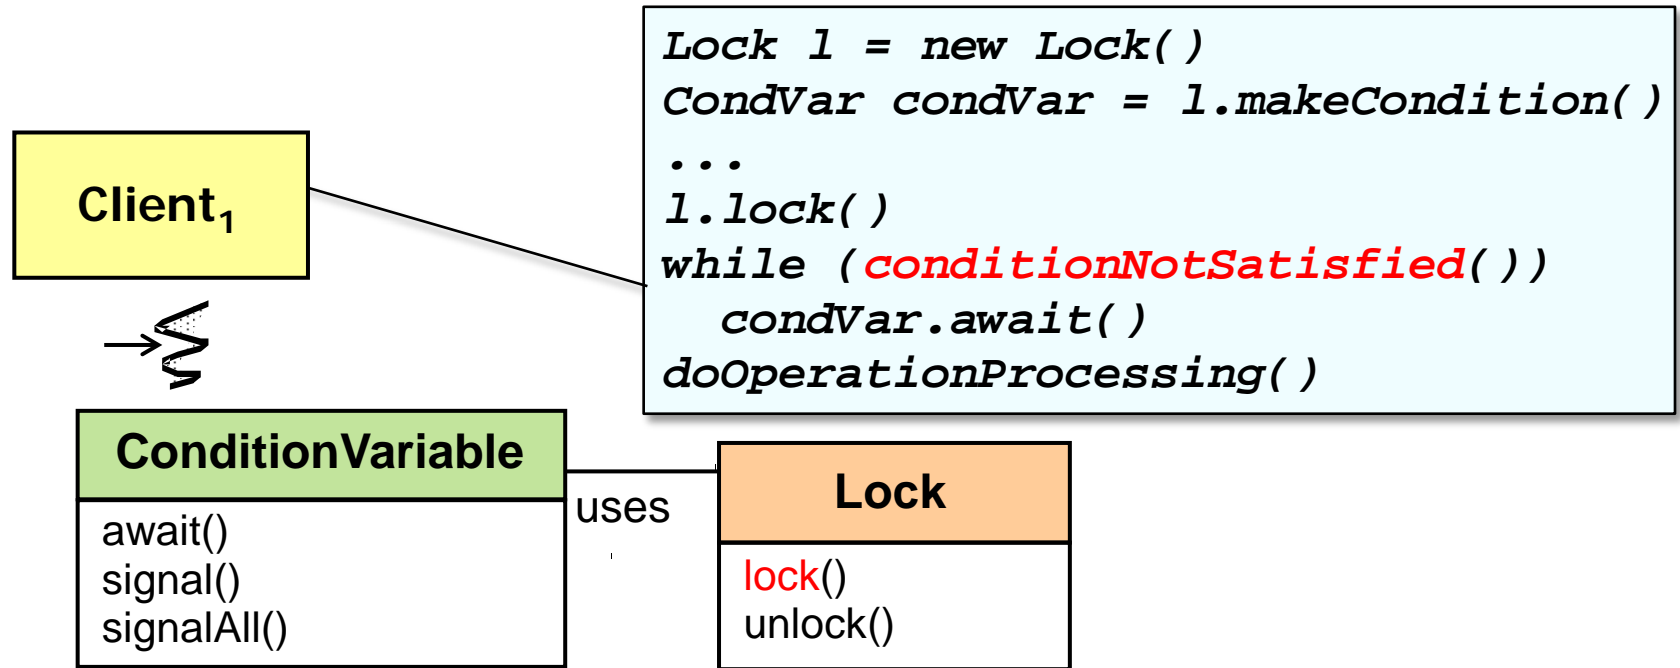 Lock l = new Lock()
CondVar condVar = l.makeCondition()
...
l.lock()
while (conditionNotSatisfied())
condVar.await()
doOperationProcessing()
Client₁
ConditionVariable
await()
signal()
signalAll()
uses
Lock
lock()
unlock()